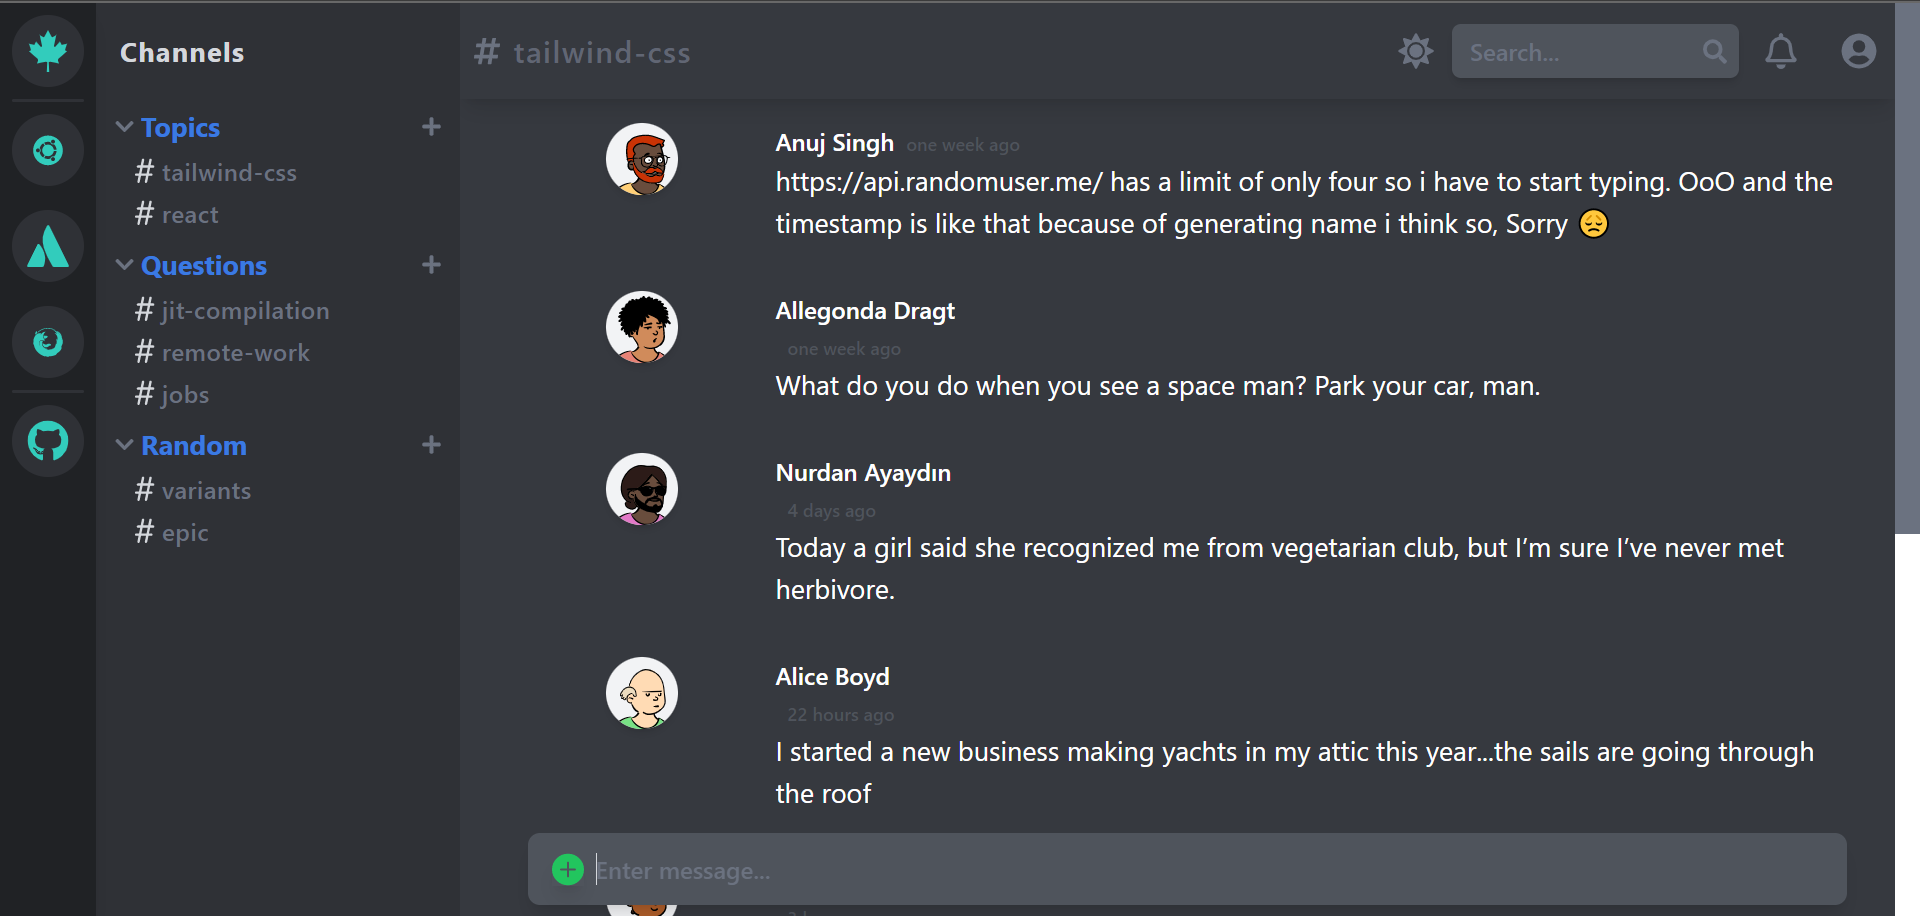 Channels
Topics
# tailwind-css
# react
Questions
# jit-compilation
# remote-work
# jobs
Random
# variants
# epic
# tailwind-css
Search...
Anuj Singh one week ago
https://api.randomuser.me/ has a limit of only four so i have to start typing. OoO and the
timestamp is like that because of generating name i think so, Sorry 😟
Allegonda Dragt
one week ago
What do you do when you see a space man? Park your car, man.
Nurdan Ayaydın
4 days ago
Today a girl said she recognized me from vegetarian club, but I’m sure I’ve never met
herbivore.
Alice Boyd
22 hours ago
I started a new business making yachts in my attic this year...the sails are going through
the roof
Enter message...